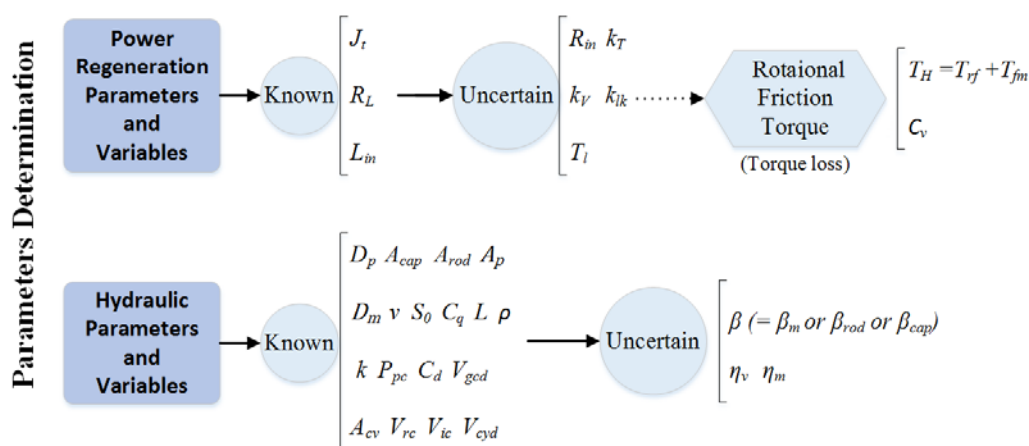 Parameters Determination
Power
Regeneration
Parameters
and
Variables
Known
J_t
R_L
L_in
Uncertain
R_in k_T
k_V k_lk
T_l
Rotaional
Friction
Torque
(Torque loss)
T_H =T_rf +T_fm
C_v
Hydraulic
Parameters
and
Variables
Known
D_p A_cap A_rod A_p
D_m v S_0 C_q L ρ
k P_pc C_d V_gcd
A_cv V_rc V_ic V_cyd
Uncertain
β (= β_m or β_rod or β_cap)
η_v η_m